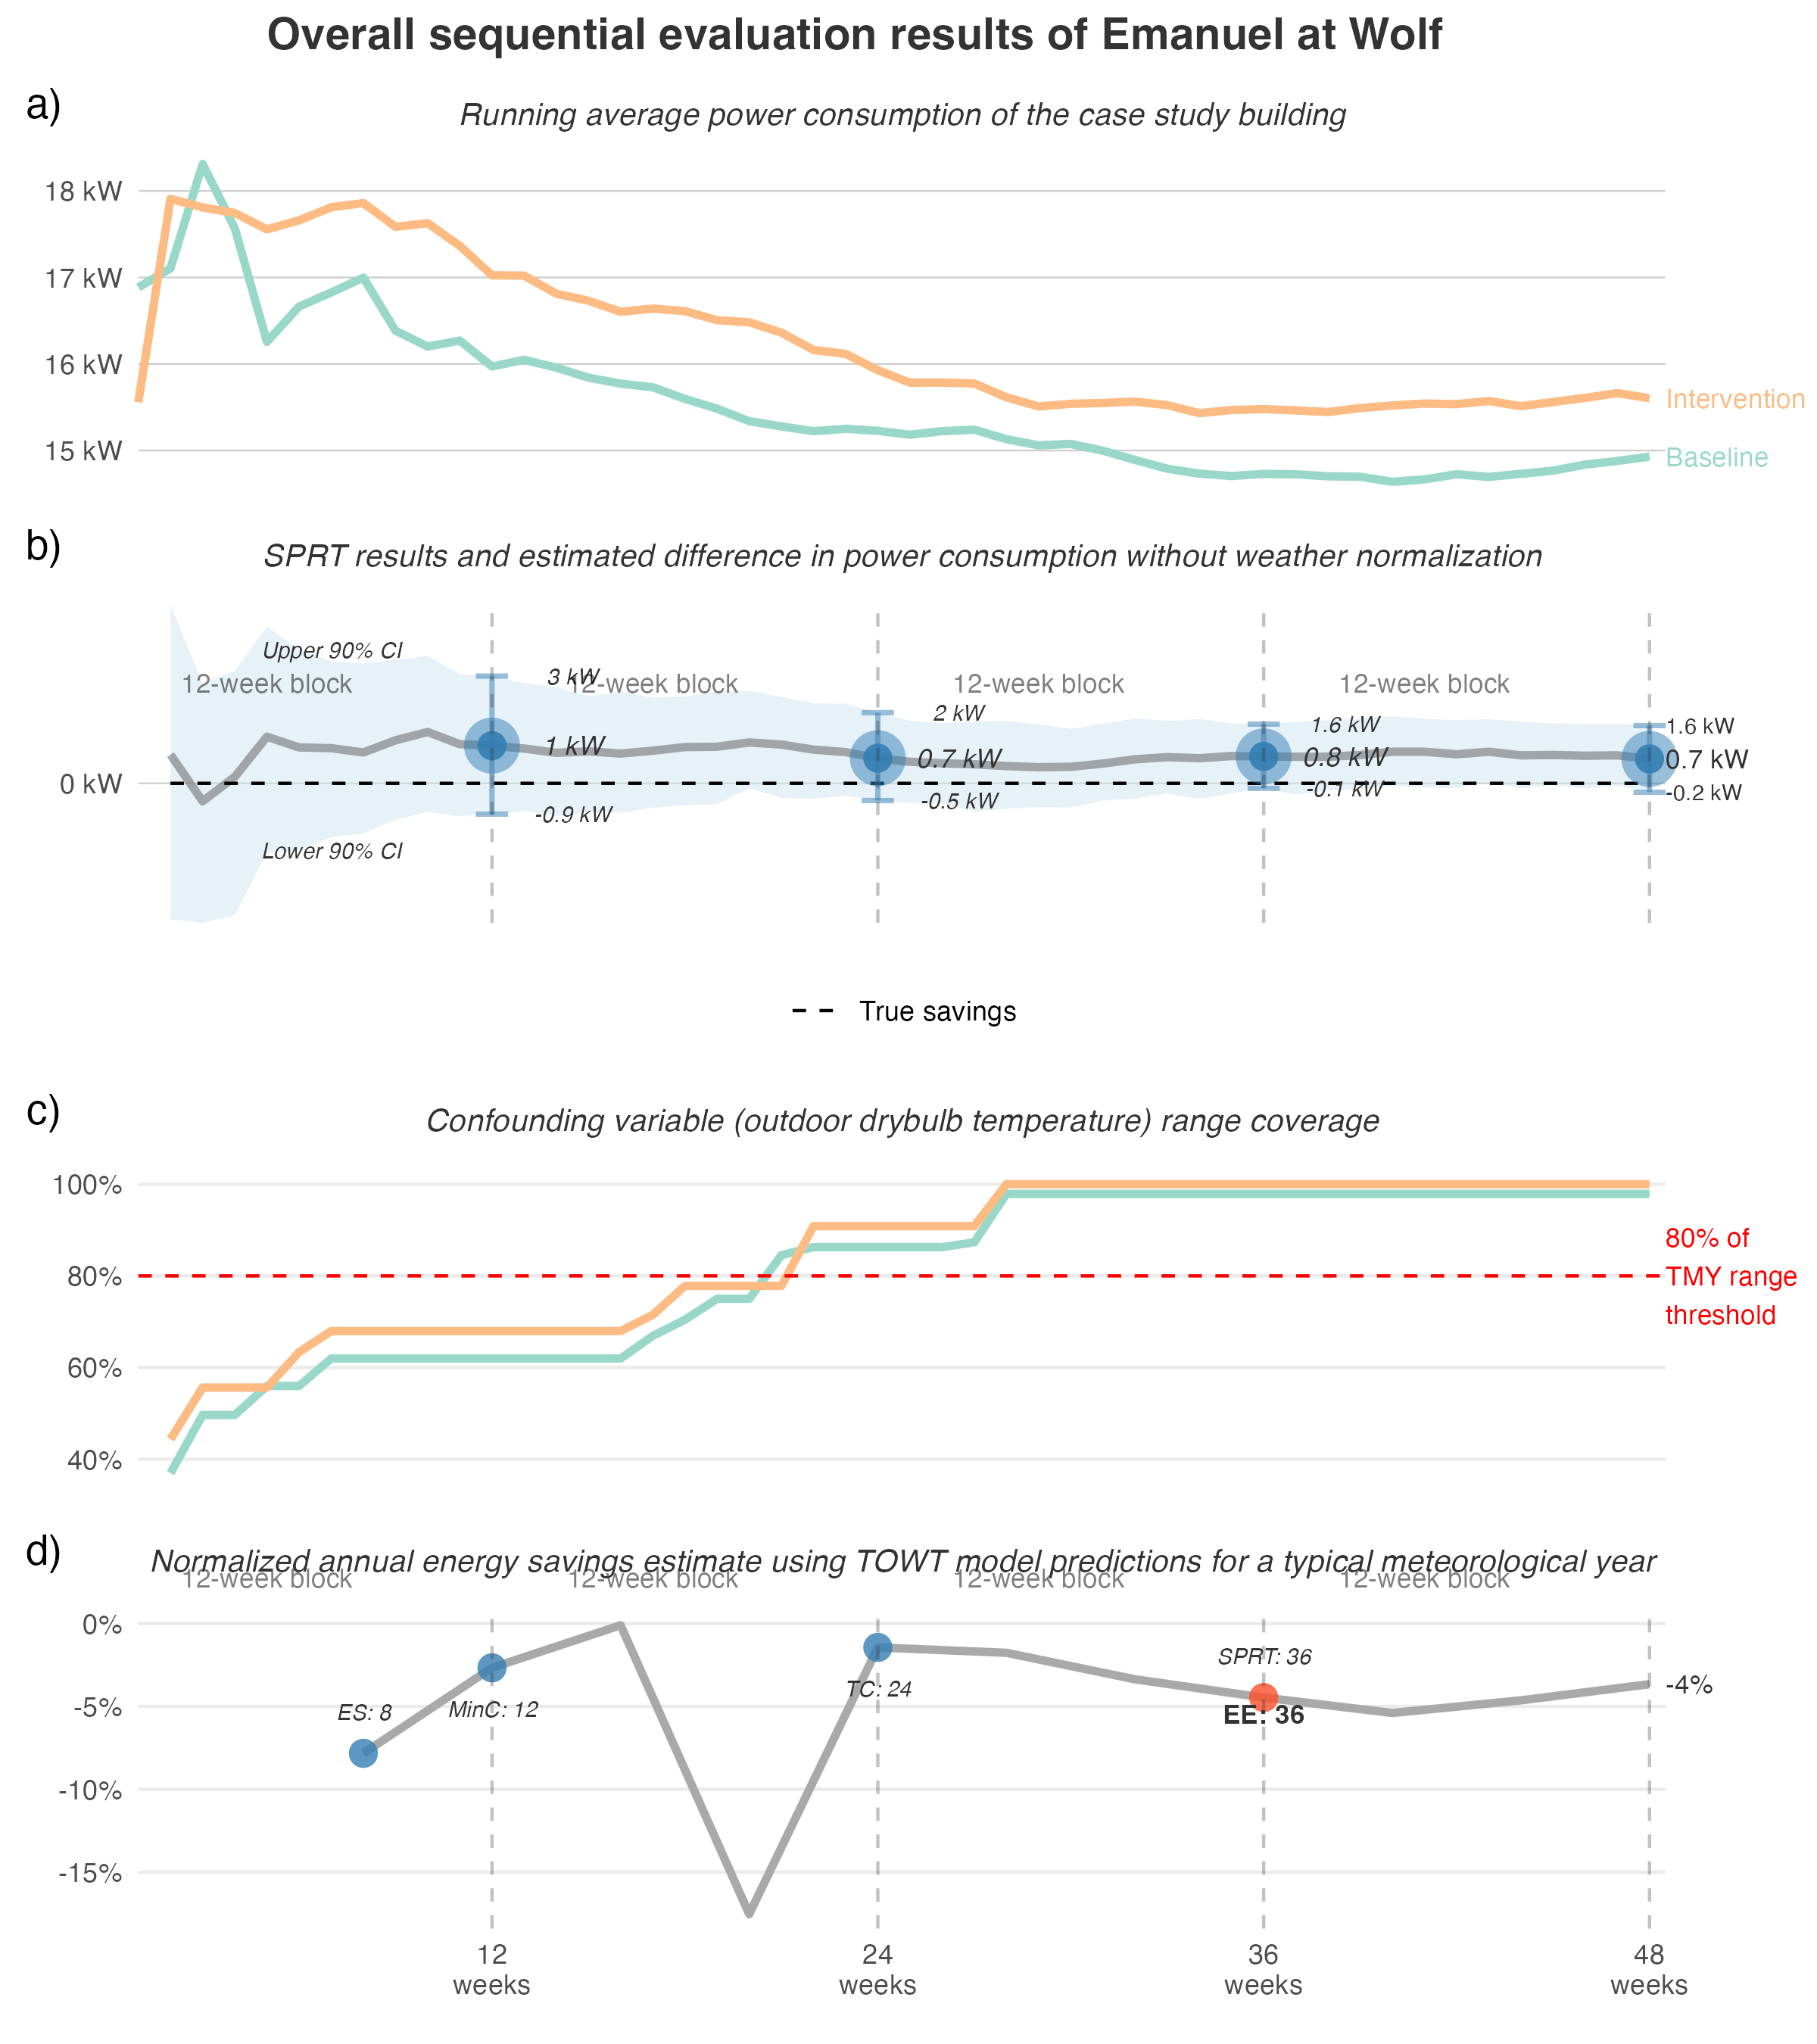 Overall sequential evaluation results of Emanuel at Wolf
a)
Running average power consumption of the case study building
18 kW
17 kW
16 kW
15 kW
Intervention
Baseline
b)
SPRT results and estimated difference in power consumption without weather normalization
Upper 90% CI
12-week block
12-week block
12-week block
12-week block
3 kW
2 kW
1.6 kW
1.6 kW
1 kW
0.7 kW
0.8 kW
0.7 kW
0 kW
-0.9 kW
-0.5 kW
-0.1 kW
-0.2 kW
Lower 90% CI
True savings
c)
Confounding variable (outdoor drybulb temperature) range coverage
100%
80%
60%
40%
80% of
TMY range
threshold
d)
Normalized annual energy savings estimate using TOWT model predictions for a typical meteorological year
12-week block
12-week block
12-week block
12-week block
0%
-5%
-10%
-15%
ES: 8
MinC: 12
TC: 24
SPRT: 36
EE: 36
-4%
12
weeks
24
weeks
36
weeks
48
weeks